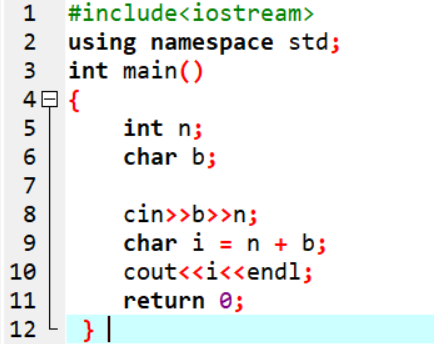 1 #include<iostream>
2 using namespace std;
3 int main()
4 {
5 int n;
6 char b;
7
8 cin>>b>>n;
9 char i = n + b;
10 cout<<i<<endl;
11 return 0;
12 }